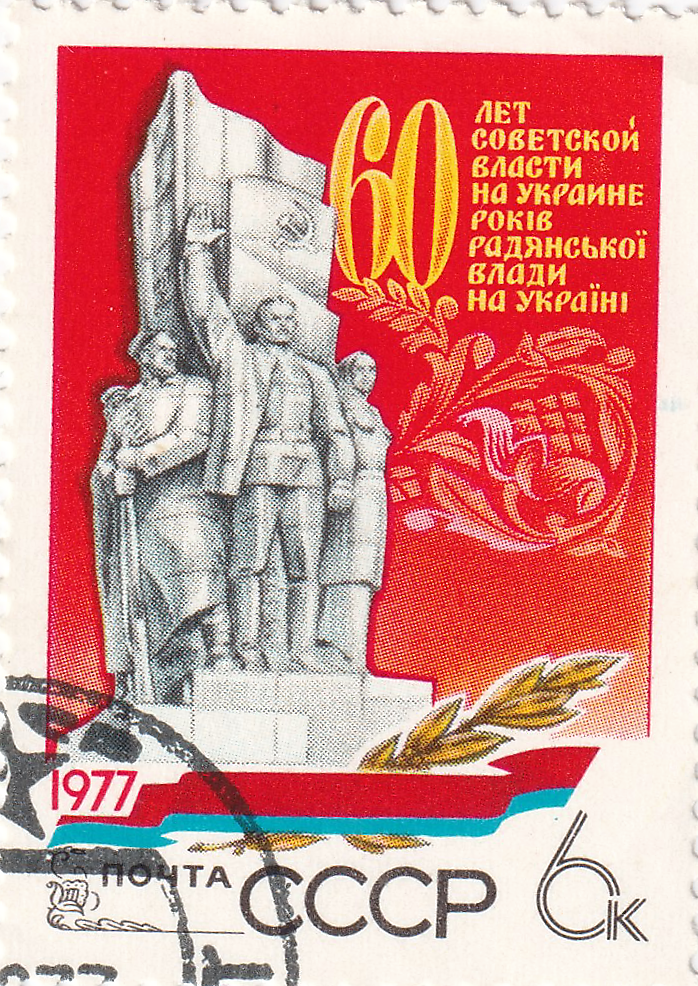 60
ЛЕТ
СОВЕТСКОЙ
ВЛАСТИ
НА УКРАИНЕ
РОКІВ
РАДЯНСЬКОЇ
ВЛАДИ
НА УКРАЇНІ
1977
ПОЧТА
СССР
6к